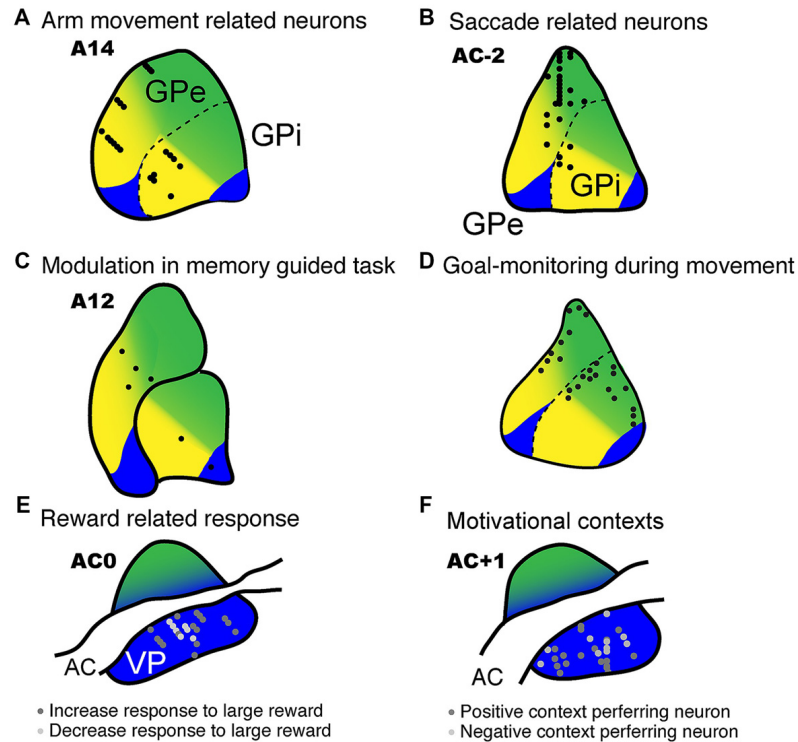 A Arm movement related neurons
A14
GPe
GPi
B Saccade related neurons
AC-2
GPi
GPe
C Modulation in memory guided task
A12
D Goal-monitoring during movement
E Reward related response
AC0
AC
VP
Increase response to large reward
Decrease response to large reward
F Motivational contexts
AC+1
AC
Positive context perferring neuron
Negative context perferring neuron